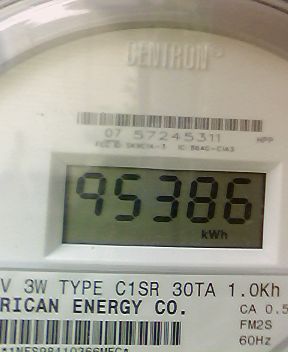 CENTRON®
07 57245311
95386
kWh
V 3W TYPE C1SR 30TA 1.0Kh
RICAN ENERGY CO.
CA 0.5
FM2S
60Hz